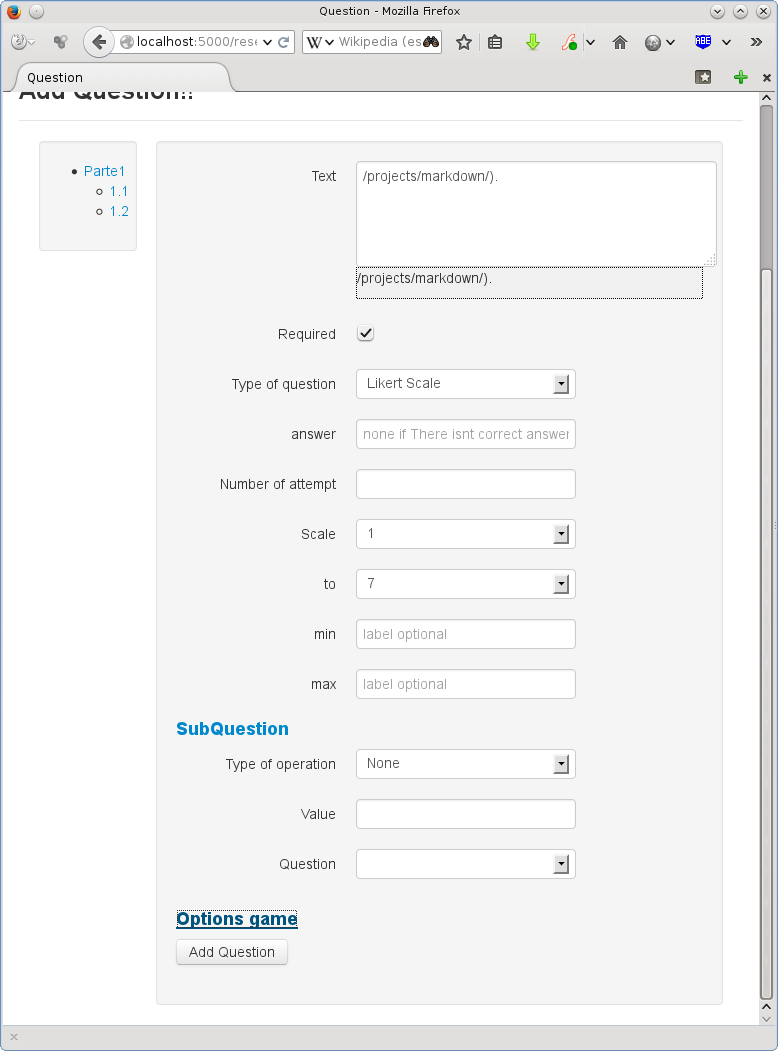 Question - Mozilla Firefox
localhost:5000/rese
W Wikipedia (es
ABE
Question
Add Question!!
Parte1
1.1
1.2
Text /projects/markdown/).
/projects/markdown/).
Required
Type of question Likert Scale
answer none if There isnt correct answer
Number of attempt
Scale 1
to 7
min label optional
max label optional
SubQuestion
Type of operation None
Value
Question
Options game
Add Question